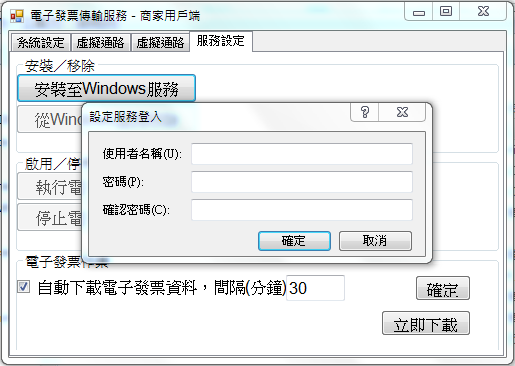 電子發票傳輸服務 - 商家用戶端
系統設定 虛擬通路 虛擬通路 服務設定
安裝／移除
安裝至Windows服務
從Wind
設定服務登入
使用者名稱(U):
密碼(P):
確認密碼(C):
確定 取消
啟用／停
執行電
停止電
電子發票作業
自動下載電子發票資料，間隔(分鐘) 30 確定
立即下載